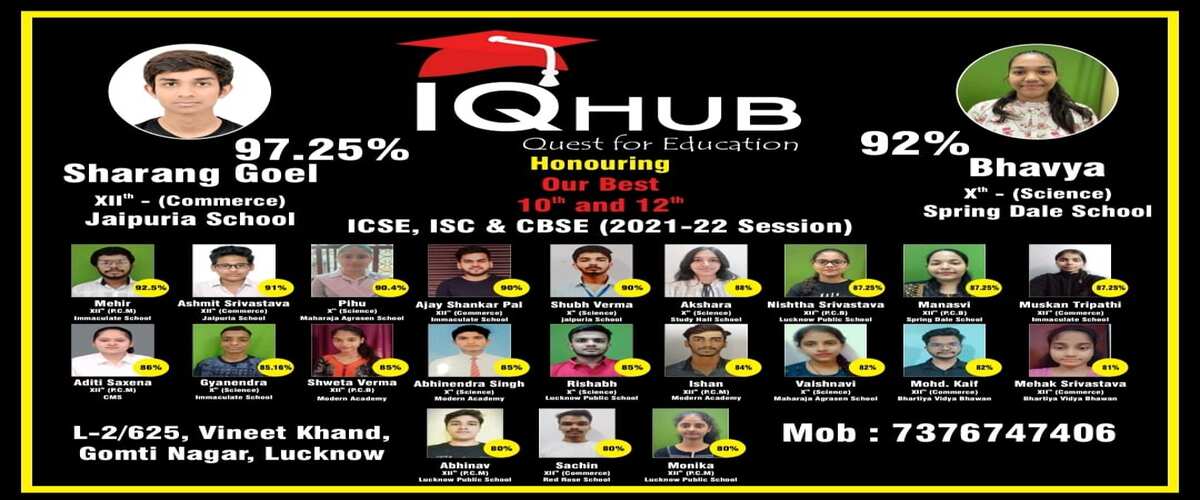 IQ HUB
Quest for Education
Honouring
Our Best
10th and 12th
ICSE, ISC & CBSE (2021-22 Session)
97.25%
Sharang Goel
XIIth - (Commerce)
Jaipuria School
92%
Bhavya
Xth - (Science)
Spring Dale School
92.5%
Mehir
XIIth (P.C.M)
Immaculate School
91%
Ashmit Srivastava
XIIth (Commerce)
Jaipuria School
90.4%
Pihu
Xth (Science)
Maharaja Agrasen School
90%
Ajay Shankar Pal
XIIth (Commerce)
Immaculate School
90%
Shubh Verma
Xth (Science)
Jaipuria School
88%
Akshara
Xth (Science)
Study Hall School
87.25%
Nishtha Srivastava
XIIth (P.C.B)
Lucknow Public School
87.25%
Manasvi
XIIth (P.C.B)
Spring Dale School
87.25%
Muskan Tripathi
XIIth (Commerce)
Immaculate School
86%
Aditi Saxena
XIIth (P.C.M)
CMS
85.16%
Gyanendra
Xth (Science)
Immaculate School
85%
Shweta Verma
XIIth (P.C.B)
Modern Academy
85%
Abhinendra Singh
Xth (Science)
Modern Academy
85%
Rishabh
Xth (Science)
Lucknow Public School
84%
Ishan
XIIth (P.C.M)
Modern Academy
82%
Vaishnavi
Xth (Science)
Maharaja Agrasen School
82%
Mohd. Kaif
XIIth (Commerce)
Bhartiya Vidya Bhawan
81%
Mehak Srivastava
XIIth (Commerce)
Bhartiya Vidya Bhawan
80%
Abhinav
XIIth (P.C.M)
Lucknow Public School
80%
Sachin
XIIth (Commerce)
Red Rose School
80%
Monika
XIIth (P.C.M)
Lucknow Public School
L-2/625, Vineet Khand,
Gomti Nagar, Lucknow
Mob : 7376747406